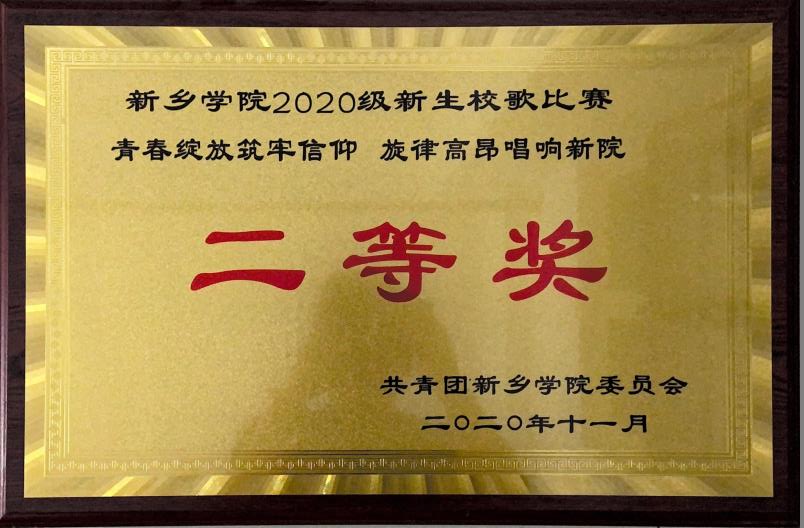 新乡学院2020级新生校歌比赛
青春绽放筑牢信仰 旋律高昂唱响新院
二等奖
共青团新乡学院委员会
二〇二〇年十一月